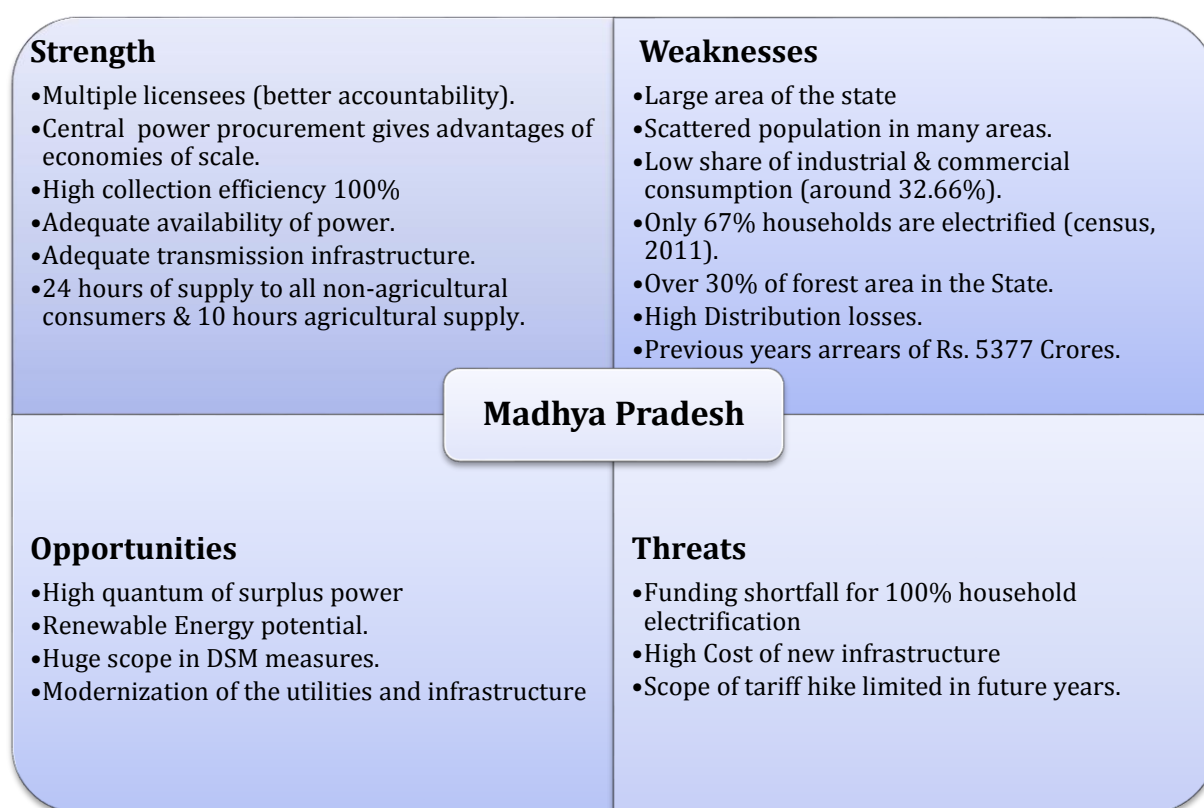 Strength
•Multiple licensees (better accountability).
•Central power procurement gives advantages of
economies of scale.
•High collection efficiency 100%
•Adequate availability of power.
•Adequate transmission infrastructure.
•24 hours of supply to all non-agricultural
consumers & 10 hours agricultural supply.
Weaknesses
•Large area of the state
•Scattered population in many areas.
•Low share of industrial & commercial
consumption (around 32.66%).
•Only 67% households are electrified (census,
2011).
•Over 30% of forest area in the State.
•High Distribution losses.
•Previous years arrears of Rs. 5377 Crores.
Madhya Pradesh
Opportunities
•High quantum of surplus power
•Renewable Energy potential.
•Huge scope in DSM measures.
•Modernization of the utilities and infrastructure
Threats
•Funding shortfall for 100% household
electrification
•High Cost of new infrastructure
•Scope of tariff hike limited in future years.